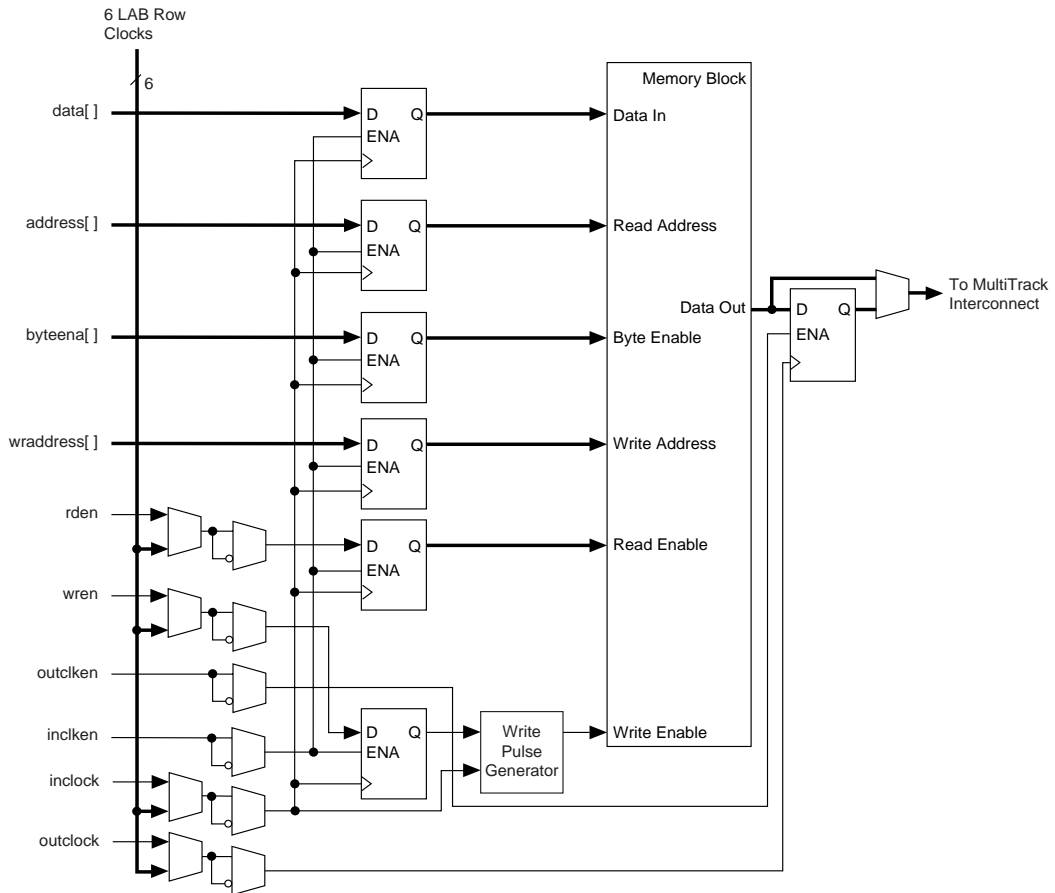 6 LAB Row
Clocks
6
Memory Block
data[ ]
D Q
ENA
Data In
address[ ]
D Q
ENA
Read Address
To MultiTrack
Interconnect
Data Out
D Q
ENA
byteena[ ]
D Q
ENA
Byte Enable
wraddress[ ]
D Q
ENA
Write Address
rden
D Q
ENA
Read Enable
wren
outclken
inclken
D Q
ENA
Write
Pulse
Generator
Write Enable
inclock
outclock